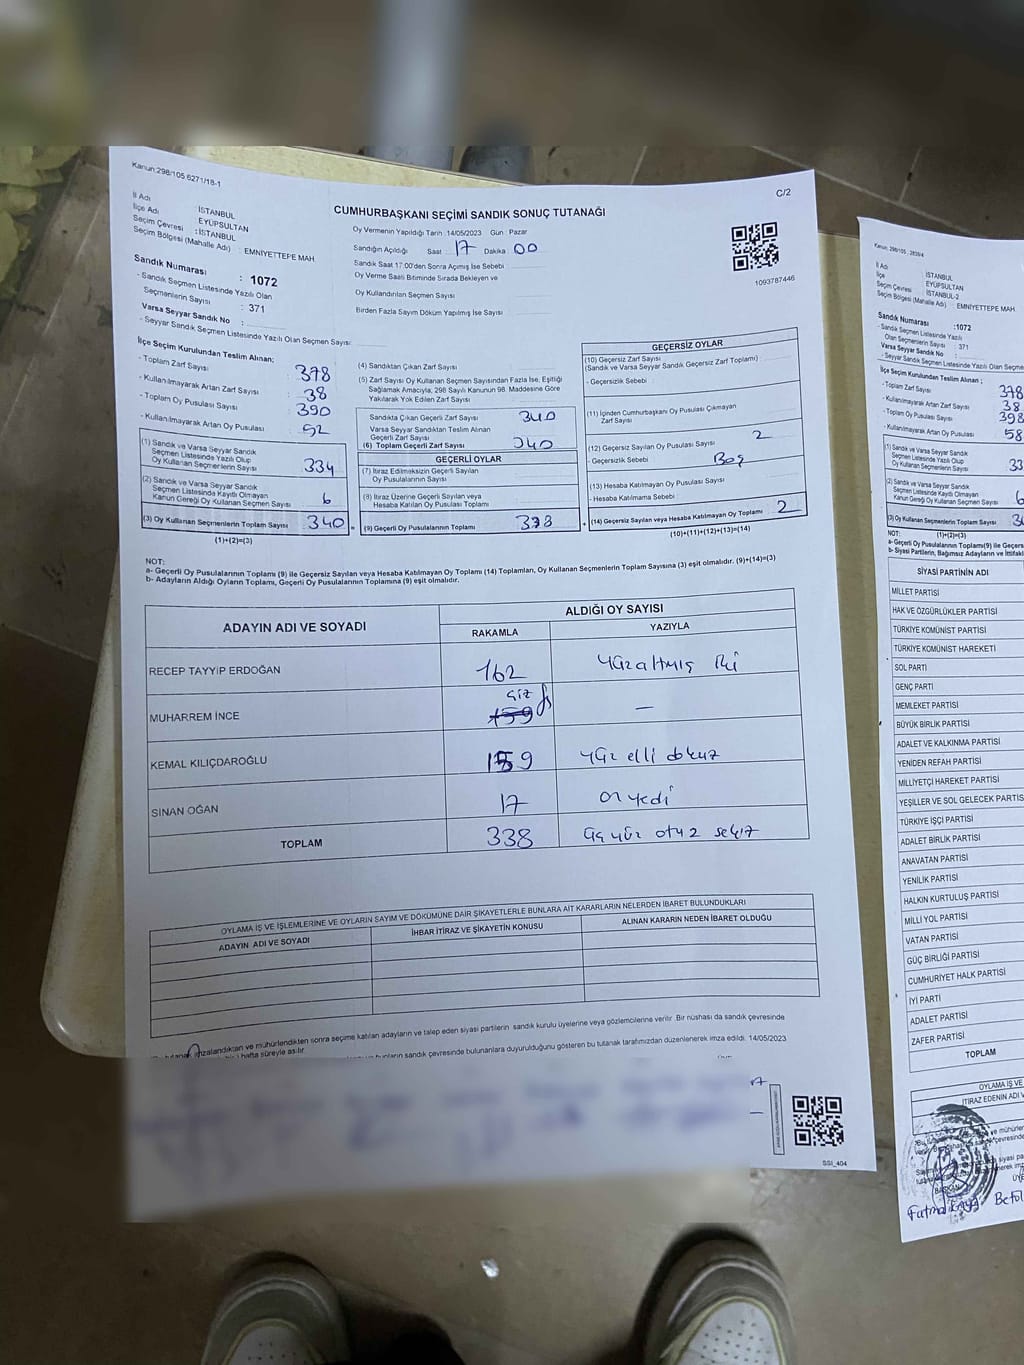 Kanun:298/105,6271/18-1
C/2
İl Adı İSTANBUL
İlçe Adı EYÜPSULTAN
Seçim Çevresi : İSTANBUL
Seçim Bölgesi (Mahalle Adı) : EMNİYETTEPE MAH
CUMHURBAŞKANI SEÇİMİ SANDIK SONUÇ TUTANAĞI
Oy Vermenin Yapıldığı Tarih : 14/05/2023 Gün : Pazar
Sandığın Açıldığı Saat 17 Dakika 00
Sandık Saat 17:00'den Sonra Açımış İse Sebebi
Oy Verme Saati Bitiminde Sırada Bekleyen ve
Oy Kullandırılan Seçmen Sayısı
Birden Fazla Sayım Döküm Yapılmış İse Sayısı
1093787446
Sandık Numarası : 1072
- Sandık Seçmen Listesinde Yazılı Olan
Seçmenlerin Sayısı : 371
Varsa Seyyar Sandık No :
- Seyyar Sandık Seçmen Listesinde Yazılı Olan Seçmen Sayısı:
İlçe Seçim Kurulundan Teslim Alınan;
- Toplam Zarf Sayısı : 378
- Kullanılmayarak Artan Zarf Sayısı : 38
- Toplam Oy Pusulası Sayısı : 390
- Kullanılmayarak Artan Oy Pusulası : 52
(1) Sandık ve Varsa Seyyar Sandık
Seçmen Listesinde Yazılı Olup
Oy Kullanan Seçmenlerin Sayısı 334
(2) Sandık ve Varsa Seyyar Sandık
Seçmen Listesinde Kayıtlı Olmayan
Kanun Gereği Oy Kullanan Seçmen Sayısı 6
(3) Oy Kullanan Seçmenlerin Toplam Sayısı 340
(1)+(2)=(3)
(4) Sandıktan Çıkan Zarf Sayısı
(5) Zarf Sayısı Oy Kullanan Seçmen Sayısından Fazla İse; Eşitliği
Sağlamak Amacıyla; 298 Sayılı Kanunun 98. Maddesine Göre
Yakılarak Yok Edilen Zarf Sayısı
Sandıkta Çıkan Geçerli Zarf Sayısı 340
Varsa Seyyar Sandıktan Teslim Alınan
Geçerli Zarf Sayısı
(6) Toplam Geçerli Zarf Sayısı 340
GEÇERLİ OYLAR
(7) İtiraz Edilmeksizin Geçerli Sayılan
Oy Pusulalarının Sayısı
(8) İtiraz Üzerine Geçerli Sayılan veya
Hesaba Katılan Oy Pusulası Toplamı
(9) Geçerli Oy Pusulalarının Toplamı 338
GEÇERSİZ OYLAR
(10) Geçersiz Zarf Sayısı
(Sandık ve Varsa Seyyar Sandık Geçersiz Zarf Toplamı)
- Geçersizlik Sebebi
(11) İçinden Cumhurbaşkanı Oy Pusulası Çıkmayan
Zarf Sayısı
(12) Geçersiz Sayılan Oy Pusulası Sayısı 2
- Geçersizlik Sebebi Boş
(13) Hesaba Katılmayan Oy Pusulası Sayısı
- Hesaba Katılmama Sebebi
(14) Geçersiz Sayılan veya Hesaba Katılmayan Oy Toplamı 2
(10)+(11)+(12)+(13)=(14)
NOT:
a- Geçerli Oy Pusulalarının Toplamı (9) ile Geçersiz Sayılan veya Hesaba Katılmayan Oy Toplamı (14) Toplamları, Oy Kullanan Seçmenlerin Toplam Sayısına (3) eşit olmalıdır. (9)+(14)=(3)
b- Adayların Aldığı Oyların Toplamı, Geçerli Oy Pusulalarının Toplamına (9) eşit olmalıdır.
ADAYIN ADI VE SOYADI
ALDIĞI OY SAYISI
RAKAMLA YAZIYLA
RECEP TAYYİP ERDOĞAN 162 yüzaltmış iki
MUHARREM İNCE 159 —
KEMAL KILIÇDAROĞLU 159 yüz elli dokuz
SİNAN OĞAN 17 on yedi
TOPLAM 338 üç yüz otuz sekiz
OYLAMA İŞ VE İŞLEMLERİNE VE OYLARIN SAYIM VE DÖKÜMÜNE DAİR ŞİKAYETLERLE BUNLARA AİT KARARLARIN NELERDEN İBARET BULUNDUKLARI
ADAYIN ADI VE SOYADI İHBAR İTİRAZ VE ŞİKAYETİN KONUSU ALINAN KARARIN NEDEN İBARET OLDUĞU
imzalandıktan ve mühürlendikten sonra seçime katılan adayların ve talep eden siyasi partilerin sandık kurulu üyelerine veya gözlemcilerine verilir. Bir nüshası da sandık çevresinde
hafta süreyle asılır.
sandık çevresinde bulunanlara duyurulduğunu gösteren bu tutanak tarafımızdan düzenlenerek imza edildi. 14/05/2023
SSI_404
İl Adı İSTANBUL
İlçe EYÜPSULTAN
Seçim Çevresi İSTANBUL-2
Seçim Bölgesi (Mahalle Adı) : EMNİYETTEPE MAH
Sandık Numarası :1072
- Sandık Seçmen Listesinde Yazılı
Olan Seçmenlerin Sayısı : 371
Varsa Seyyar Sandık No :
- Seyyar Sandık Seçmen Listesinde Yazılı Olan
İlçe Seçim Kurulundan Teslim Alınan ;
- Toplam Zarf Sayısı : 378
- Kullanılmayarak Artan Zarf Sayısı : 38
- Toplam Oy Pusulası Sayısı : 398
- Kullanılmayarak Artan Oy Pusulası : 58
(1) Sandık ve Varsa Seyyar Sandık
Seçmen Listesinde Yazılı Olup
Oy Kullanan Seçmenlerin Sayısı 33
(2) Sandık ve Varsa Seyyar Sandık
Seçmen Listesinde Kayıtlı Olmayan
Kanun Gereği Oy Kullanan Seçmen Sayısı 6
(3) Oy Kullanan Seçmenlerin Toplam Sayısı
(1)+(2)=(3)
NOT:
a- Geçerli Oy Pusulalarının Toplamı(9) ile
b- Siyasi Partilerin, Bağımsız Adayların ve
SİYASİ PARTİNİN ADI
MİLLET PARTİSİ
HAK VE ÖZGÜRLÜKLER PARTİSİ
TÜRKİYE KOMÜNİST PARTİSİ
TÜRKİYE KOMÜNİST HAREKETİ
SOL PARTİ
GENÇ PARTİ
MEMLEKET PARTİSİ
BÜYÜK BİRLİK PARTİSİ
ADALET VE KALKINMA PARTİSİ
YENİDEN REFAH PARTİSİ
MİLLİYETÇİ HAREKET PARTİSİ
YEŞİLLER VE SOL GELECEK PARTİS
TÜRKİYE İŞÇİ PARTİSİ
ADALET BİRLİK PARTİSİ
ANAVATAN PARTİSİ
YENİLİK PARTİSİ
HALKIN KURTULUŞ PARTİSİ
MİLLİ YOL PARTİSİ
VATAN PARTİSİ
GÜÇ BİRLİĞİ PARTİSİ
CUMHURİYET HALK PARTİSİ
İYİ PARTİ
ADALET PARTİSİ
ZAFER PARTİSİ
TOPLAM
OYLAMA İŞ VE
İTİRAZ EDENİN ADI V
ve mühürler
çevresinde
BAŞKAN
Fatma Betül